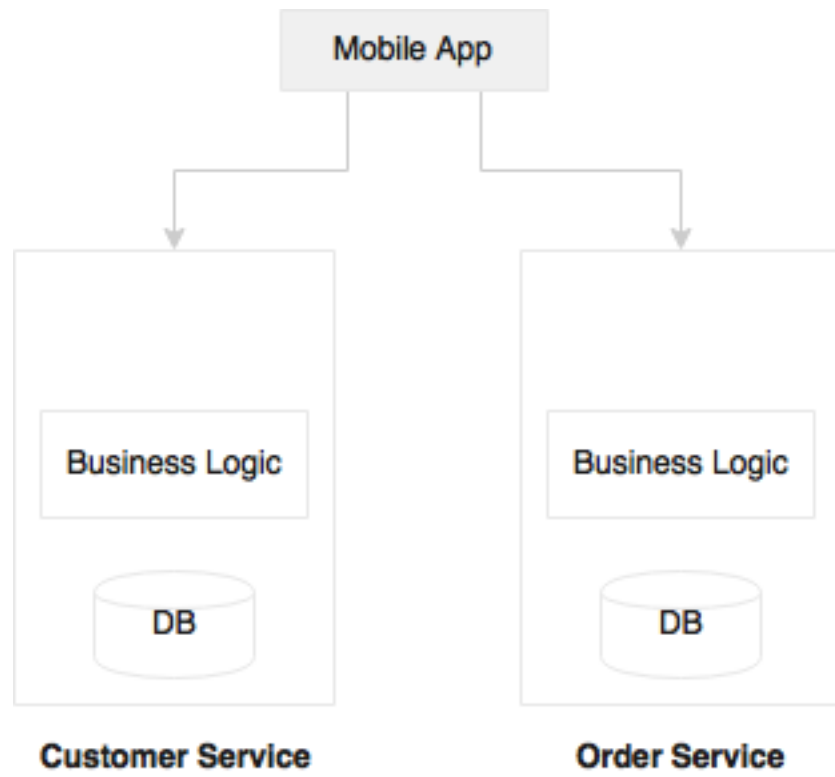 Mobile App
Business Logic
Business Logic
DB
DB
Customer Service
Order Service